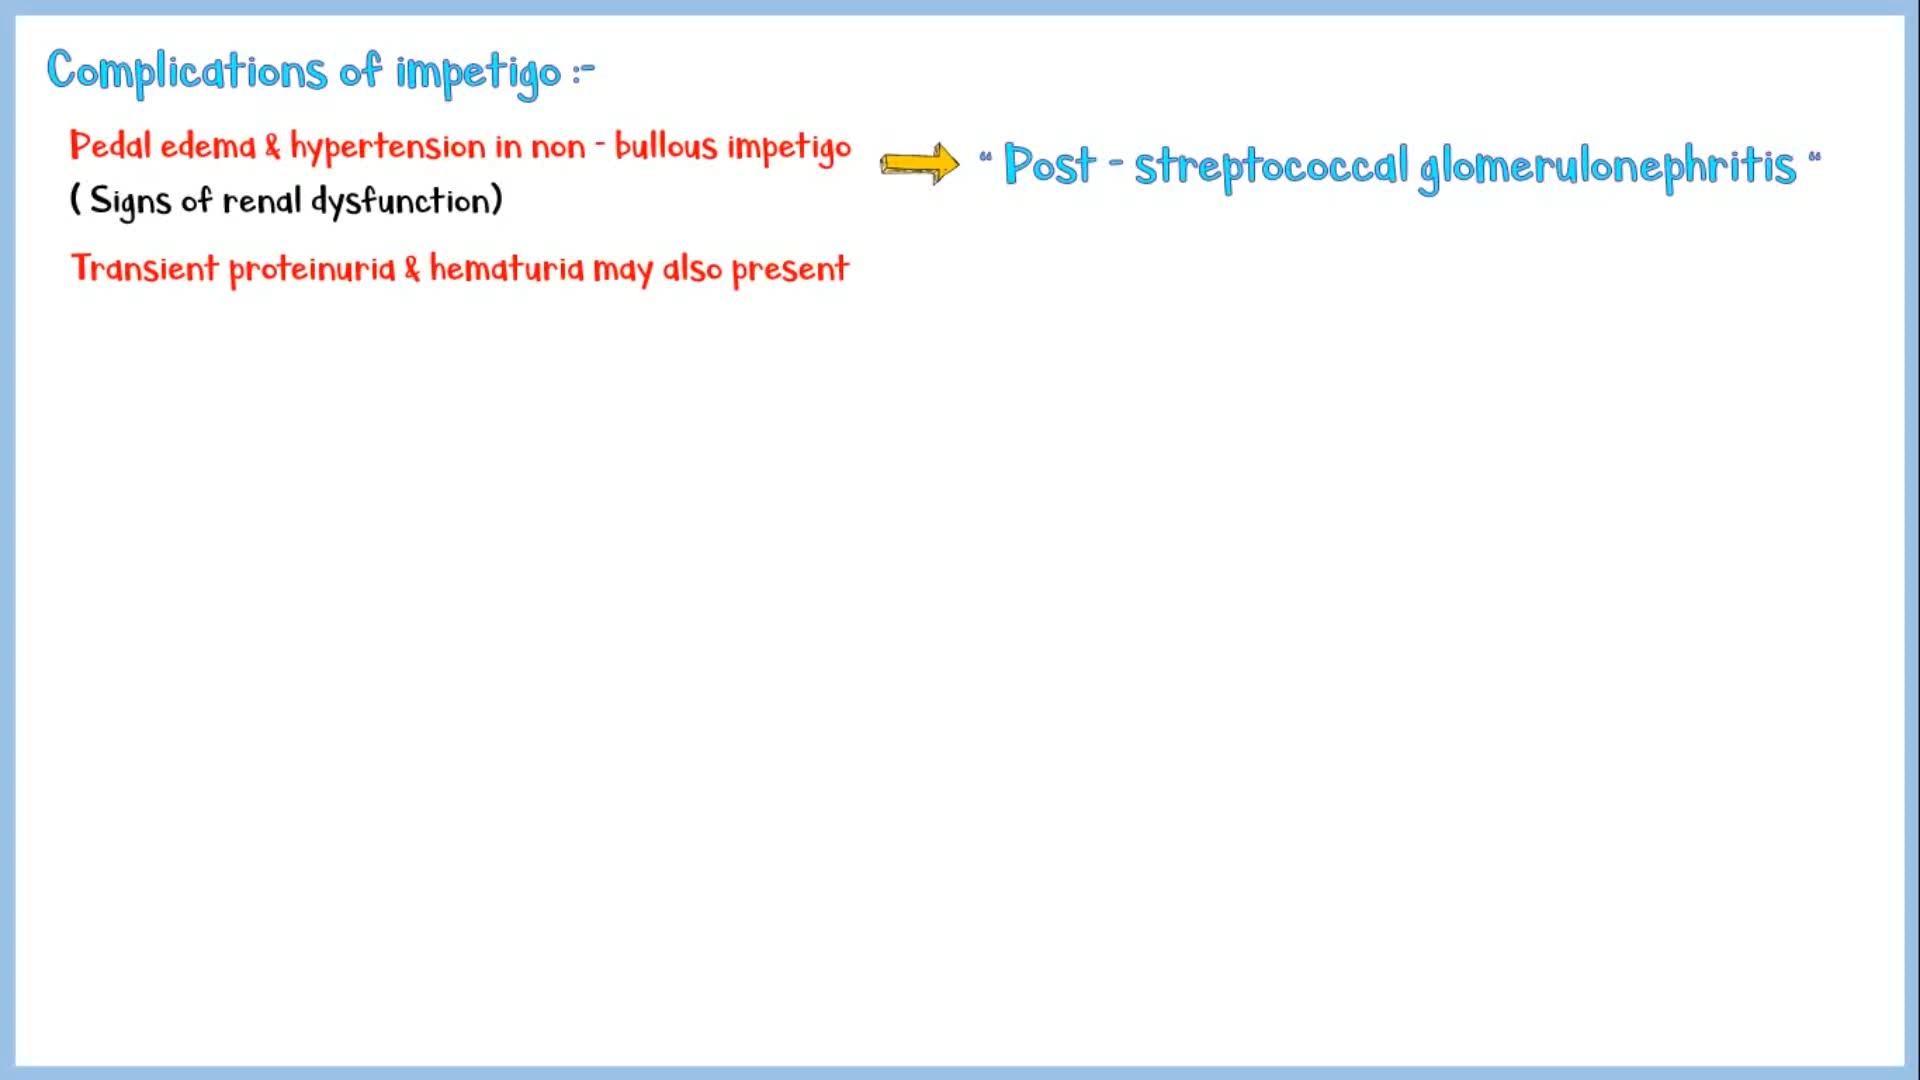 Complications of impetigo :-
Pedal edema & hypertension in non - bullous impetigo
“ Post - streptococcal glomerulonephritis “
( Signs of renal dysfunction)
Transient proteinuria & hematuria may also present